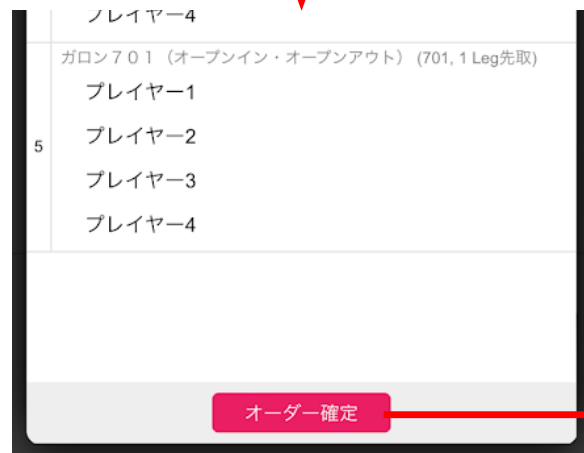 プレイヤー4
ガロン７０１（オープンイン・オープンアウト） (701, 1 Leg先取)
プレイヤー1
プレイヤー2
5
プレイヤー3
プレイヤー4
オーダー確定